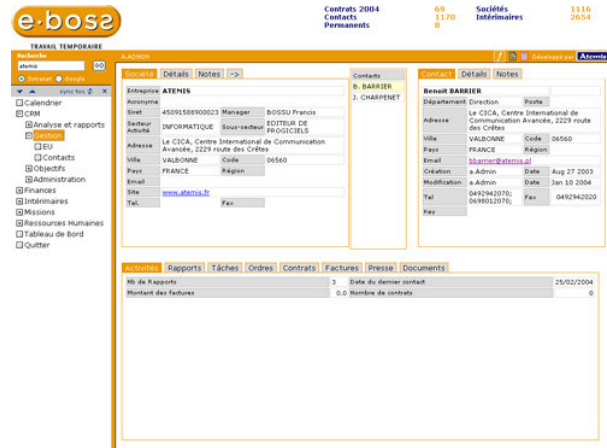 e·boss
TRAVAIL TEMPORAIRE
Contrats 2004 69 Sociétés 1116
Contacts 1170 Intérimaires 2654
Permanents 0
Recherche
atemis GO
Intranet Google
sync toc
Calendrier
CRM
Analyse et rapports
Gestion
EU
Contacts
Objectifs
Administration
Finances
Intérimaires
Missions
Ressources Humaines
Tableau de Bord
Quitter
A.ADMIN
Développé par Atemis
Société Détails Notes ->
Entreprise ATEMIS
Acronyme
Siret 45091588900023 Manager BOSSU Francis
Secteur Activité INFORMATIQUE Sous-secteur EDITEUR DE PROGICIELS
Adresse Le CICA, Centre International de Communication Avancée, 2229 route des Crêtes
Ville VALBONNE Code 06560
Pays FRANCE Région
Email
Site www.atemis.fr
Tel. Fax
Contacts
B. BARRIER
J. CHARPENET
Contact Détails Notes
Benoit BARRIER
Département Direction Poste
Adresse Le CICA, Centre International de Communication Avancée, 2229 route des Crêtes
Ville VALBONNE Code 06560
Pays FRANCE Région
Email bbarrier@atemis.pl
Création a.Admin Date Aug 27 2003
Modification a.Admin Date Jan 10 2004
Tel 0492942070; 0698012070; Fax 0492942020
Key
Activités Rapports Tâches Ordres Contrats Factures Presse Documents
Nb de Rapports 3 Date du dernier contact 25/02/2004
Montant des factures 0.0 Nombre de contrats 0